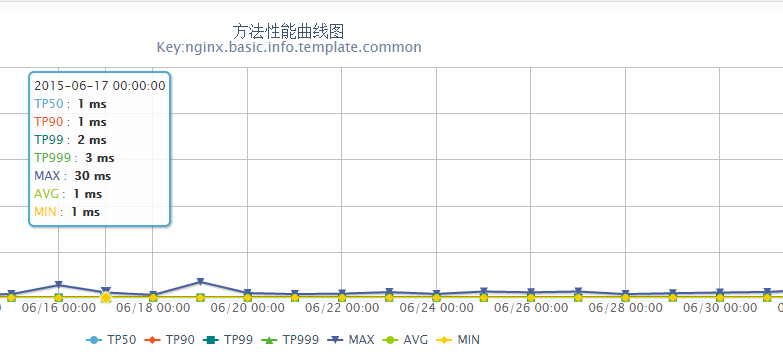 方法性能曲线图
Key:nginx.basic.info.template.common
2015-06-17 00:00:00
TP50 : 1 ms
TP90 : 1 ms
TP99 : 2 ms
TP999 : 3 ms
MAX : 30 ms
AVG : 1 ms
MIN : 1 ms
06/16 00:00 06/18 00:00 06/20 00:00 06/22 00:00 06/24 00:00 06/26 00:00 06/28 00:00 06/30 00:00
TP50 TP90 TP99 TP999 MAX AVG MIN